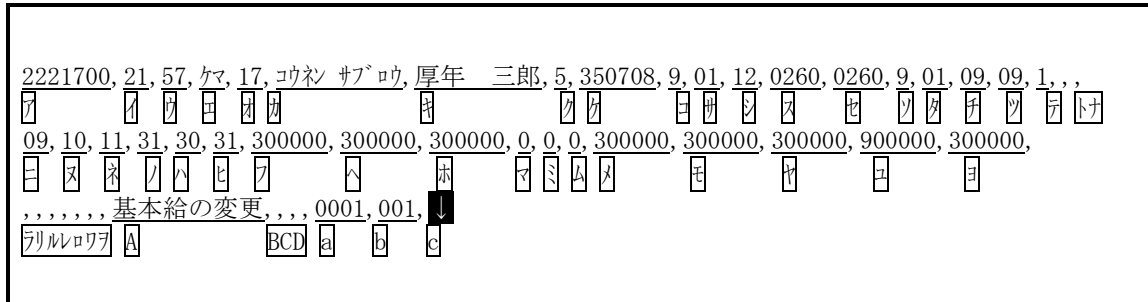 2221700,21,57,ｹﾏ,17,ｺｳﾈﾝ ｻﾌﾞﾛｳ,厚年　三郎,5,350708,9,01,12,0260,0260,9,01,09,09,1,,,
ア イ ウ エ オ カ キ ク ケ コ サ シ ス セ ソ タ チ ツ テ ﾄﾅ
09,10,11,31,30,31,300000,300000,300000,0,0,0,300000,300000,300000,900000,300000,
ニ ヌ ネ ノ ハ ヒ フ ヘ ホ マ ミ ム メ モ ヤ ユ ヨ
,,,,,,,基本給の変更,,,,0001,001,↓
ﾗﾘﾙﾚﾛﾜｦ A BCD a b c